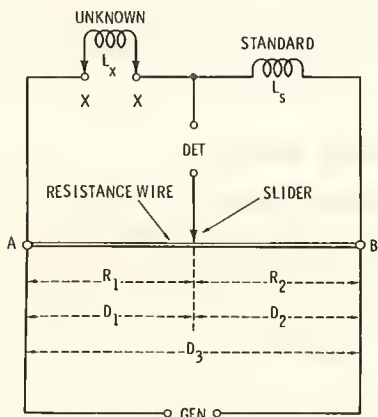 UNKNOWN
STANDARD
L_x
L_s
X X
DET
RESISTANCE WIRE SLIDER
A B
R_1 R_2
D_1 D_2
D_3
GEN